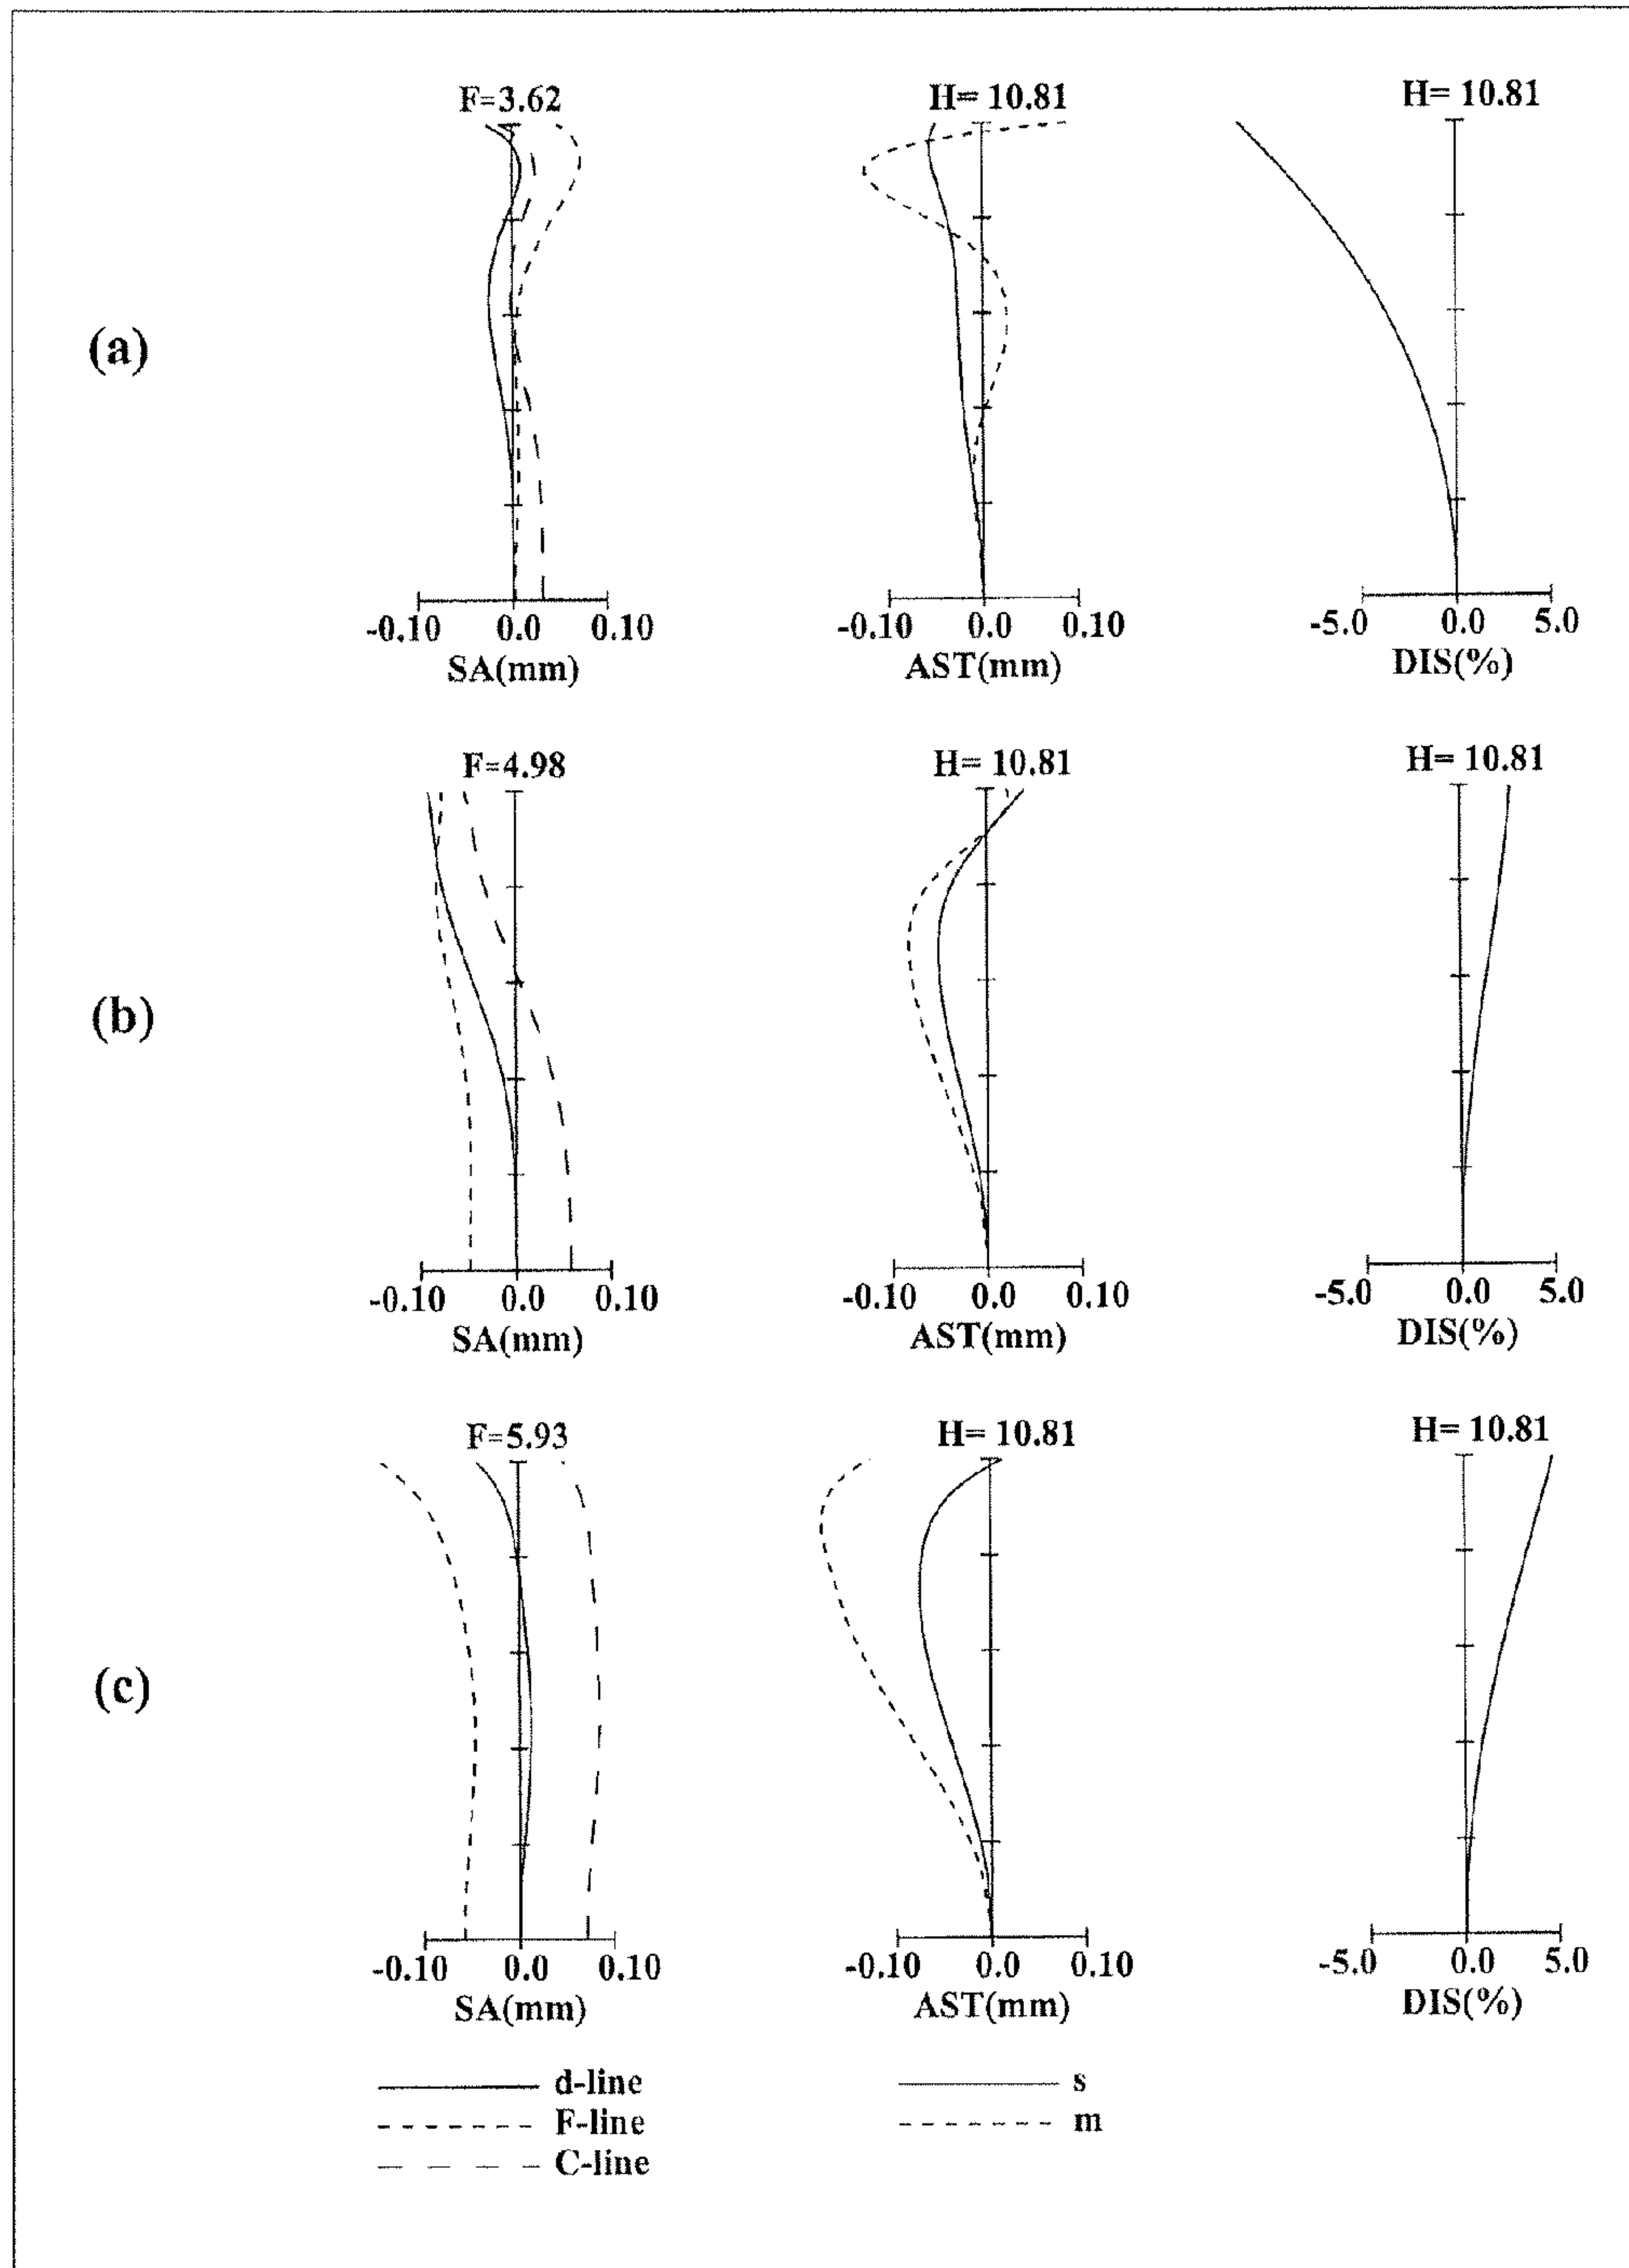 F=3.62 H= 10.81 H= 10.81
(a)
-0.10 0.0 0.10 -0.10 0.0 0.10 -5.0 0.0 5.0
SA(mm) AST(mm) DIS(%)
F=4.98 H= 10.81 H= 10.81
(b)
-0.10 0.0 0.10 -0.10 0.0 0.10 -5.0 0.0 5.0
SA(mm) AST(mm) DIS(%)
F=5.93 H= 10.81 H= 10.81
(c)
-0.10 0.0 0.10 -0.10 0.0 0.10 -5.0 0.0 5.0
SA(mm) AST(mm) DIS(%)
d-line s
F-line m
C-line